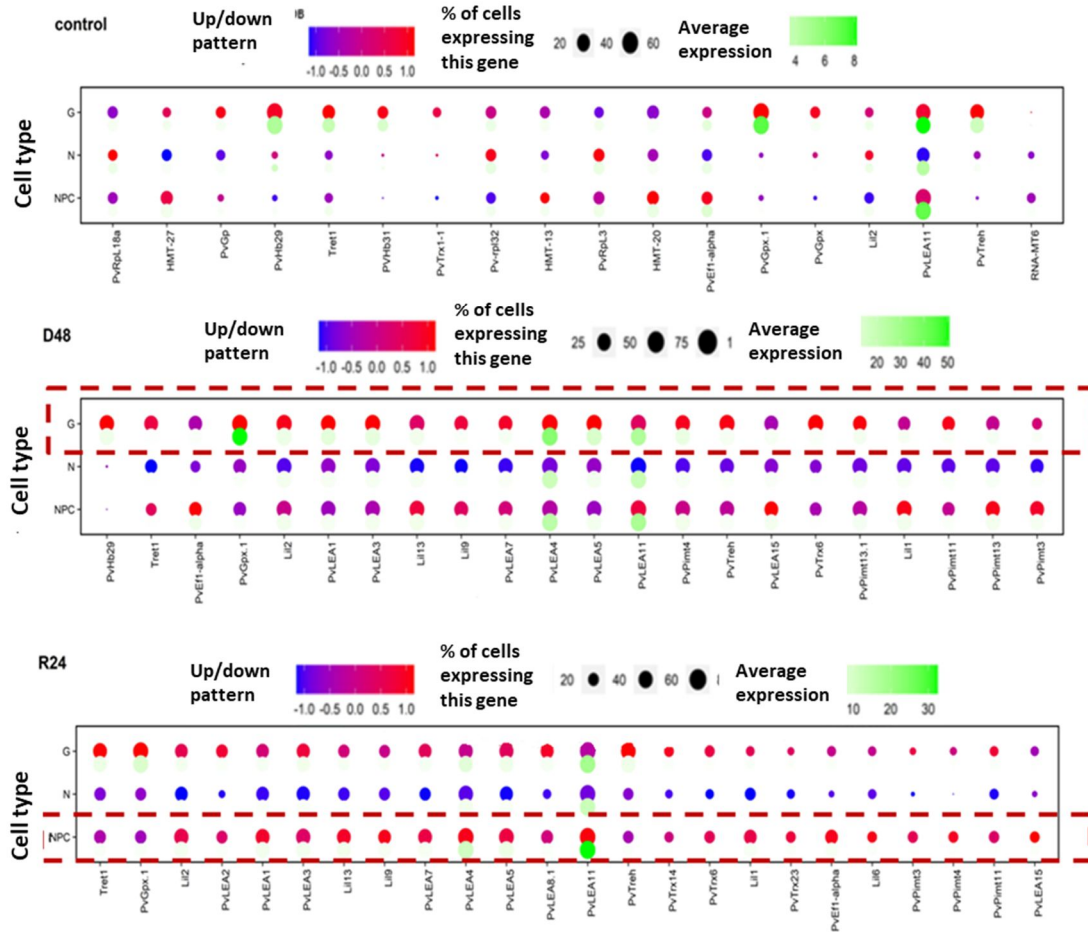 control
Up/down
pattern
-1.0 -0.5 0.0 0.5 1.0
% of cells
expressing
this gene
20 40 60
Average
expression
4 6 8
Cell type
G
N
NPC
PvRpL18a
HMT-27
PvGp
PvHb29
Tret1
PVHb31
PvTrx1-1
Pv-rpl32
HMT-13
PvRpL3
HMT-20
PvEf1-alpha
PvGpx.1
PvGpX
Lil2
PvLEA11
PvTreh
RNA-MT6
D48
Up/down
pattern
-1.0 -0.5 0.0 0.5 1.0
% of cells
expressing
this gene
25 50 75 1
Average
expression
20 30 40 50
Cell type
G
N
NPC
PvHb29
Tret1
PvEf1-alpha
PvGpx.1
Lil2
PvLEA1
PvLEA3
Lil13
Lil9
PvLEA7
PvLEA4
PvLEA5
PvLEA11
PvPimt4
PvTreh
PvLEA15
PvTrx6
PvPimt13.1
Lil1
PvPimt11
PvPimt13
PvPimt3
R24
Up/down
pattern
-1.0 -0.5 0.0 0.5 1.0
% of cells
expressing
this gene
20 40 60
Average
expression
10 20 30
Cell type
G
N
NPC
Tret1
PvGpx.1
Lil2
PvLEA2
PvLEA1
PvLEA3
Lil13
Lil9
PvLEA7
PvLEA4
PvLEA5
PvLEA8.1
PvLEA11
PvTreh
PvTrx14
PvTrx6
Lil1
PvTrx23
PvEf1-alpha
Lil6
PvPimt3
PvPimt4
PvPimt11
PvLEA15